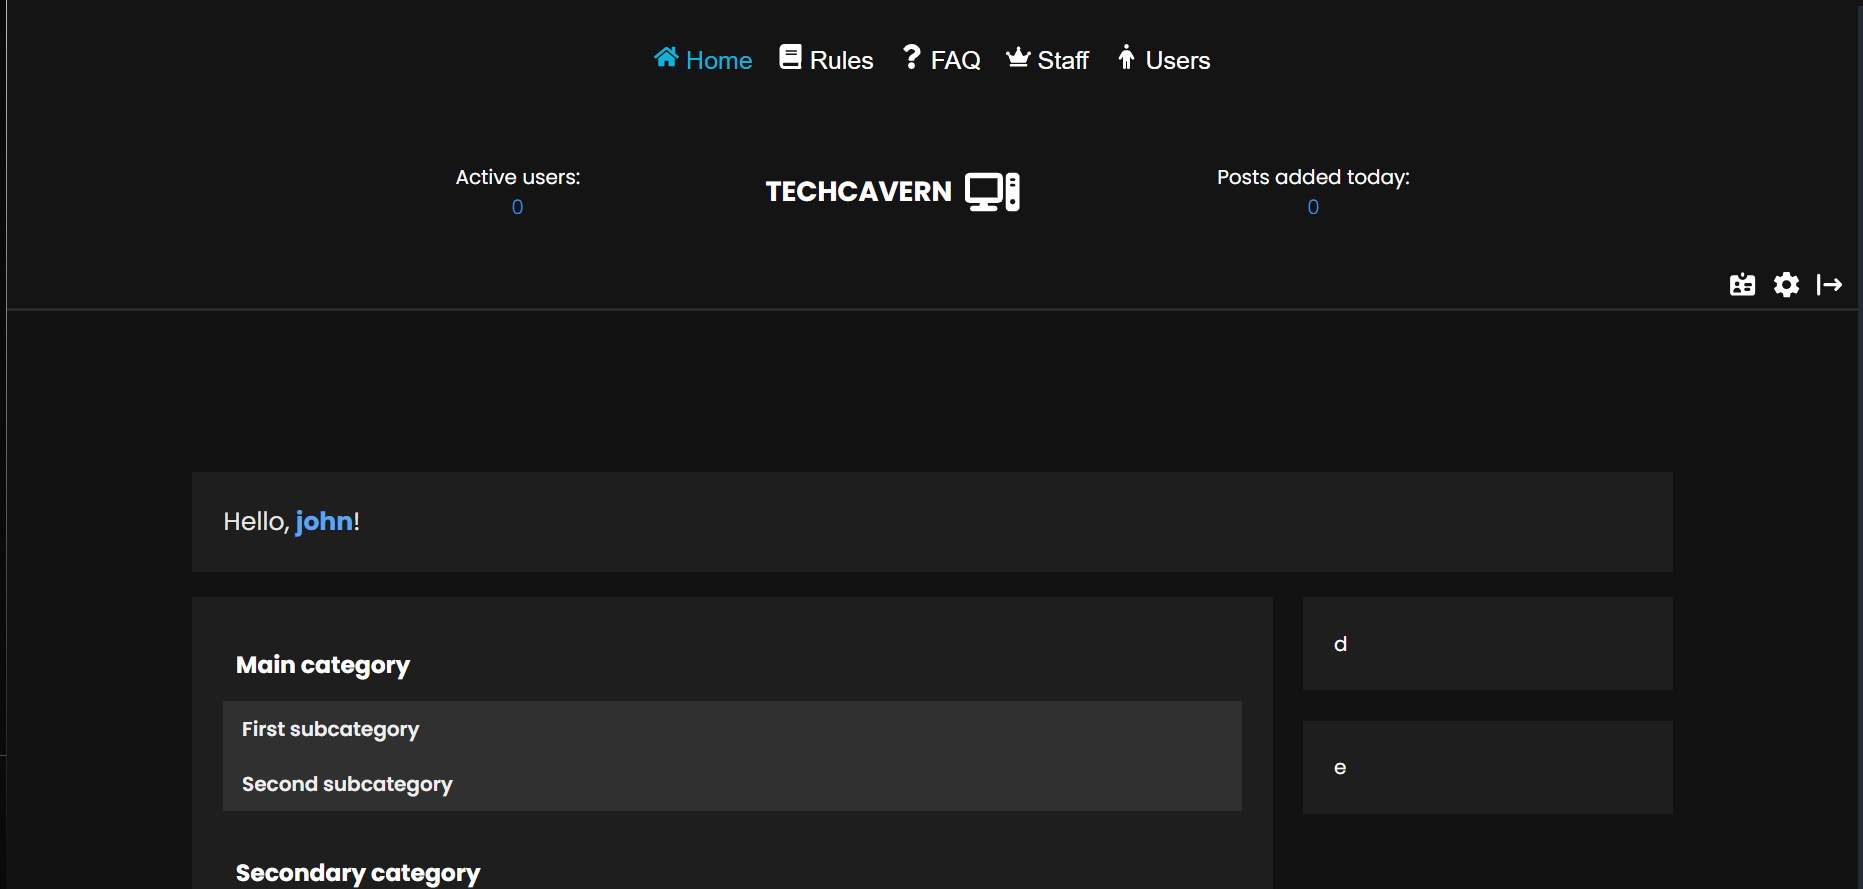 Home Rules FAQ Staff Users
Active users:
0
TECHCAVERN
Posts added today:
0
Hello, john!
Main category
First subcategory
Second subcategory
Secondary category
d
e